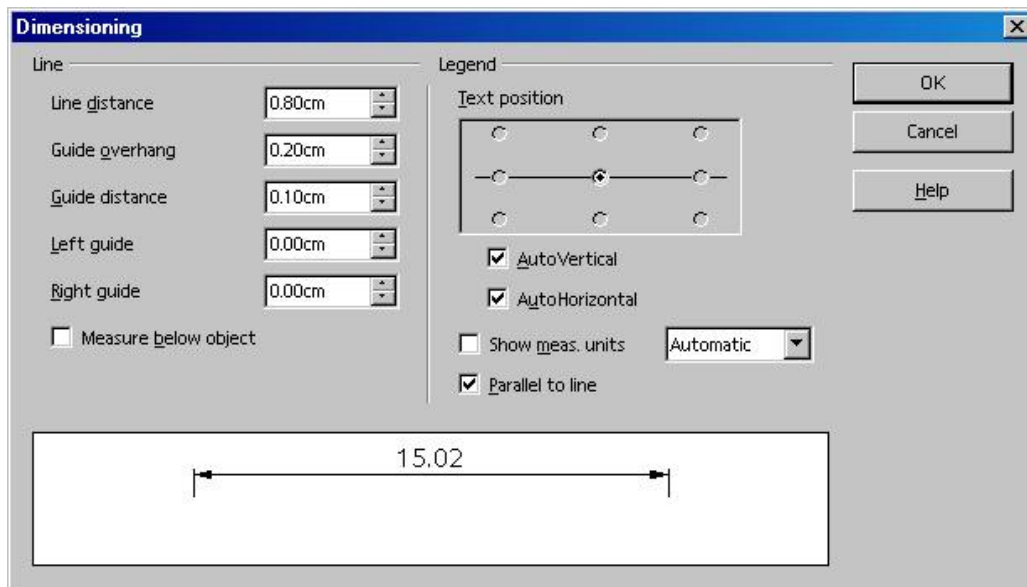 Dimensioning
Line
Line distance 0.80cm
Guide overhang 0.20cm
Guide distance 0.10cm
Left guide 0.00cm
Right guide 0.00cm
Measure below object
Legend
Text position
AutoVertical
AutoHorizontal
Show meas. units Automatic
Parallel to line
OK
Cancel
Help
15.02